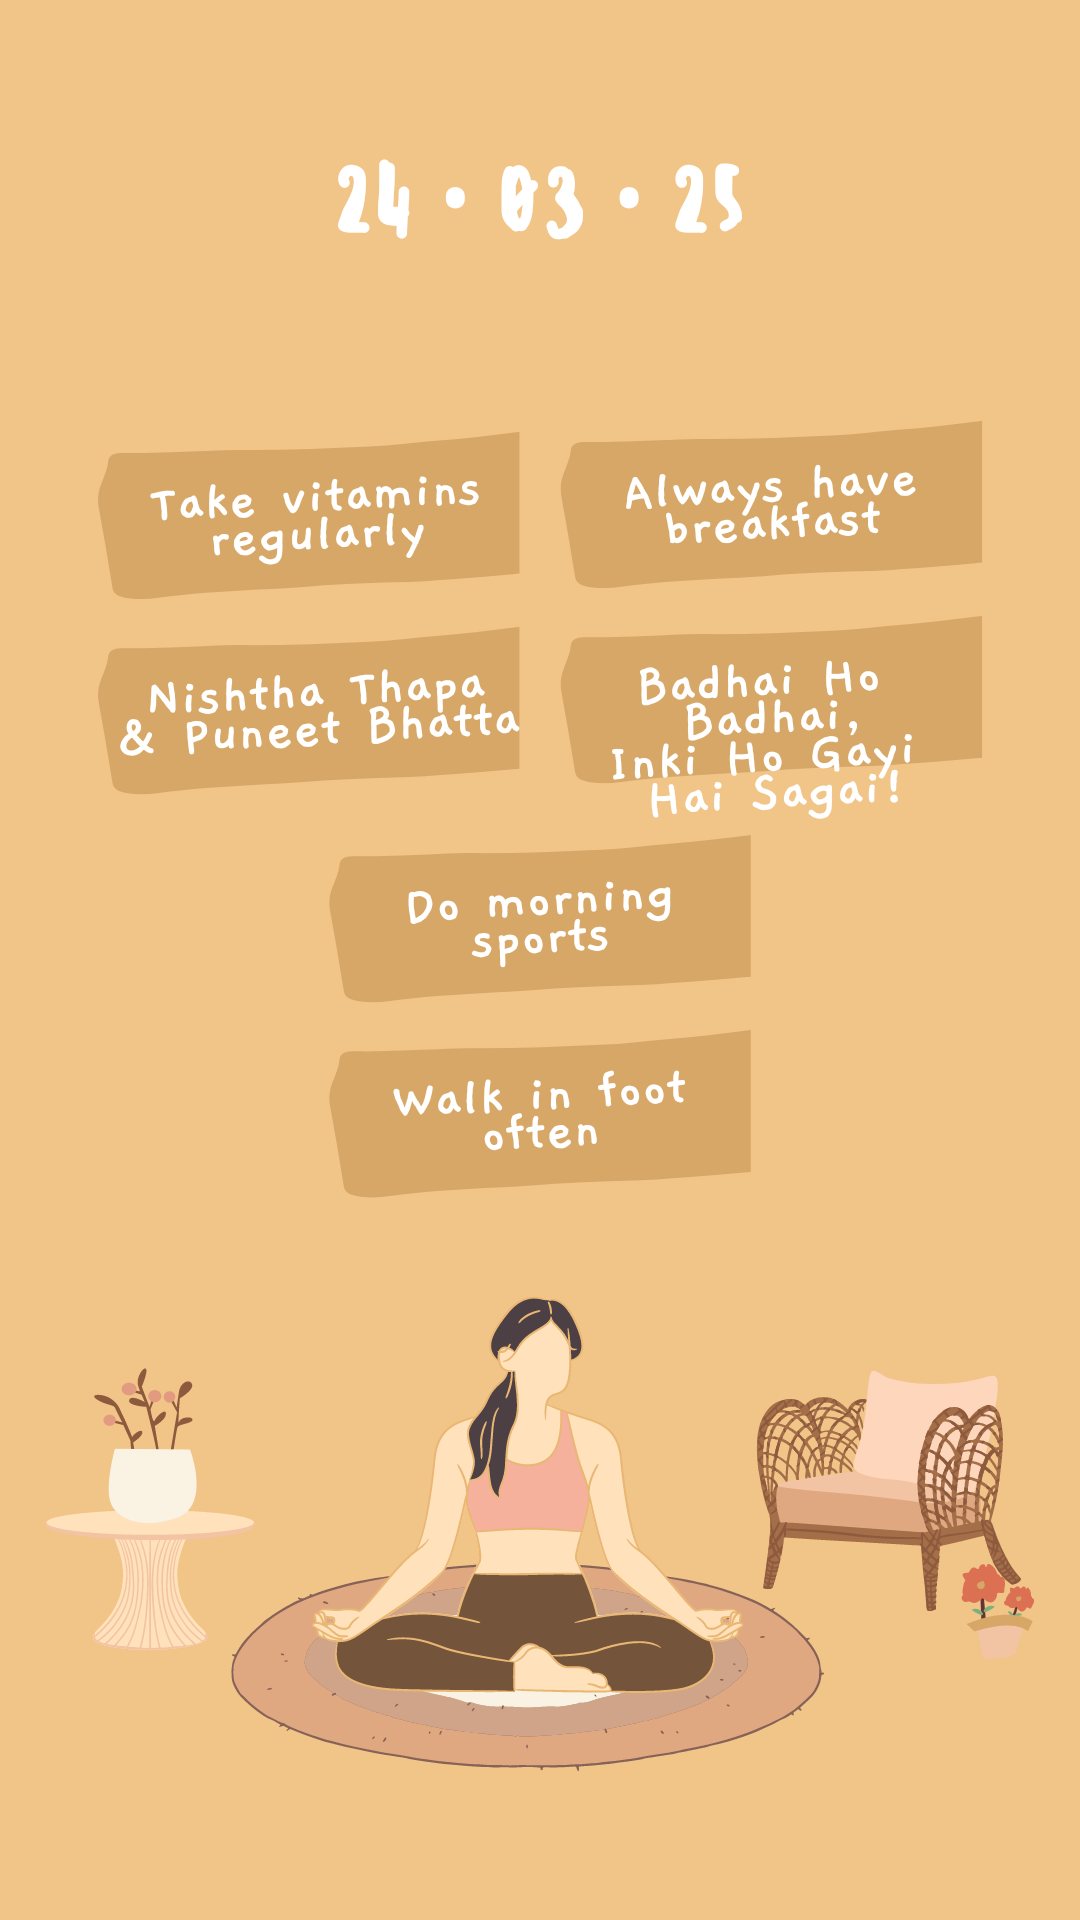 24 • 03 • 25
Take vitamins
regularly
Always have
breakfast
Nishtha Thapa
& Puneet Bhatta
Badhai Ho
Badhai,
Inki Ho Gayi
Hai Sagai!
Do morning
sports
Walk in foot
often